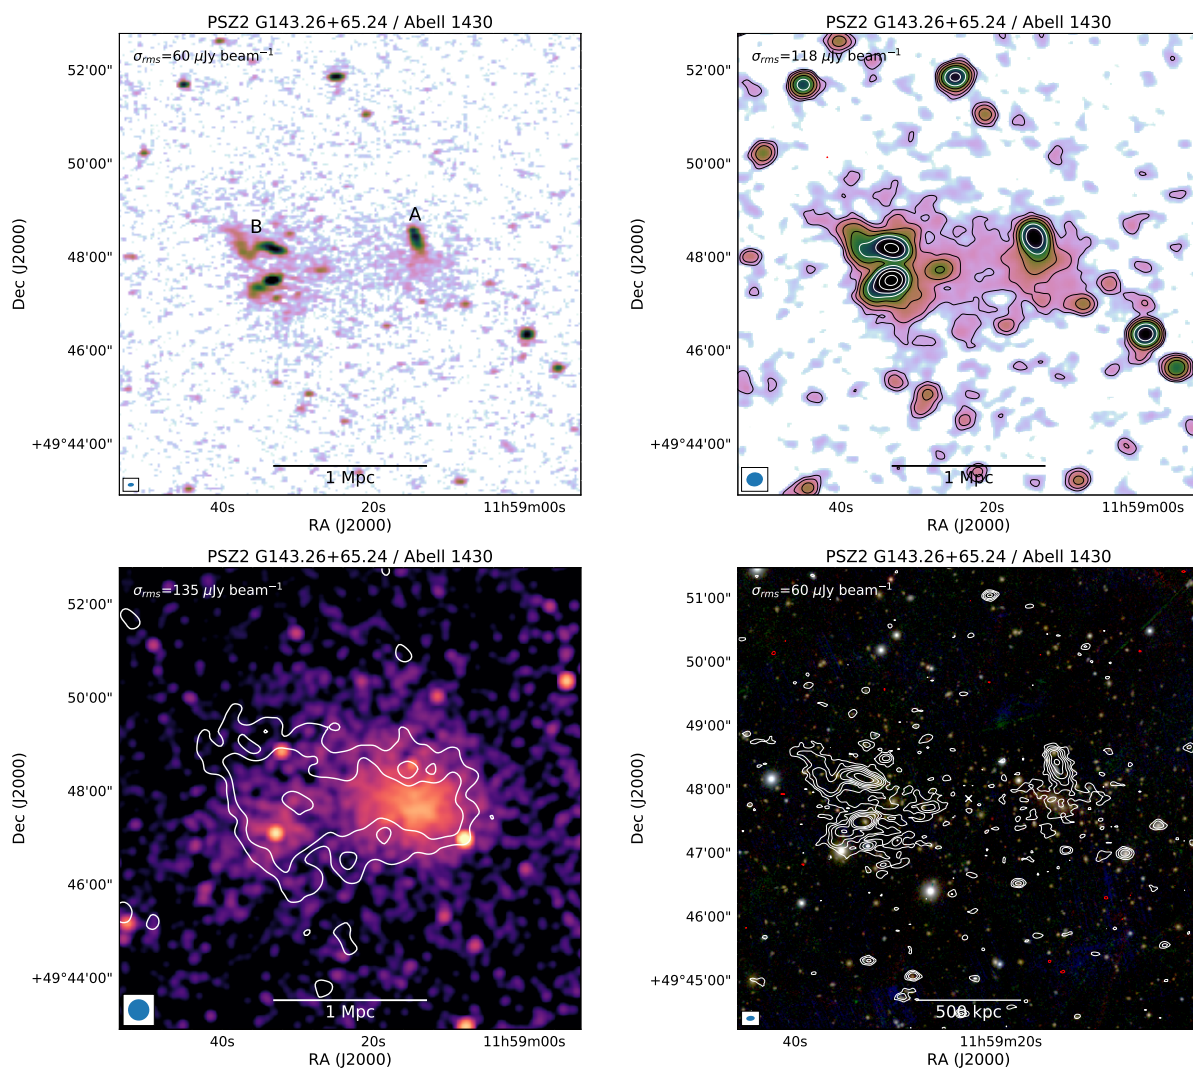 PSZ2 G143.26+65.24 / Abell 1430
σrms=60 μJy beam⁻¹
52'00"
50'00"
48'00"
46'00"
+49°44'00"
Dec (J2000)
B
A
1 Mpc
40s
20s
11h59m00s
RA (J2000)
PSZ2 G143.26+65.24 / Abell 1430
σrms=118 μJy beam⁻¹
52'00"
50'00"
48'00"
46'00"
+49°44'00"
Dec (J2000)
1 Mpc
40s
20s
11h59m00s
RA (J2000)
PSZ2 G143.26+65.24 / Abell 1430
σrms=135 μJy beam⁻¹
52'00"
50'00"
48'00"
46'00"
+49°44'00"
Dec (J2000)
1 Mpc
40s
20s
11h59m00s
RA (J2000)
PSZ2 G143.26+65.24 / Abell 1430
σrms=60 μJy beam⁻¹
51'00"
50'00"
49'00"
48'00"
47'00"
46'00"
+49°45'00"
Dec (J2000)
500 kpc
40s
11h59m20s
RA (J2000)